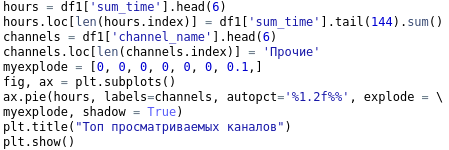 hours = df1['sum_time'].head(6)
hours.loc[len(hours.index)] = df1['sum_time'].tail(144).sum()
channels = df1['channel_name'].head(6)
channels.loc[len(channels.index)] = 'Прочие'
myexplode = [0, 0, 0, 0, 0, 0, 0.1,]
fig, ax = plt.subplots()
ax.pie(hours, labels=channels, autopct='%1.2f%%', explode = \
myexplode, shadow = True)
plt.title("Топ просматриваемых каналов")
plt.show()